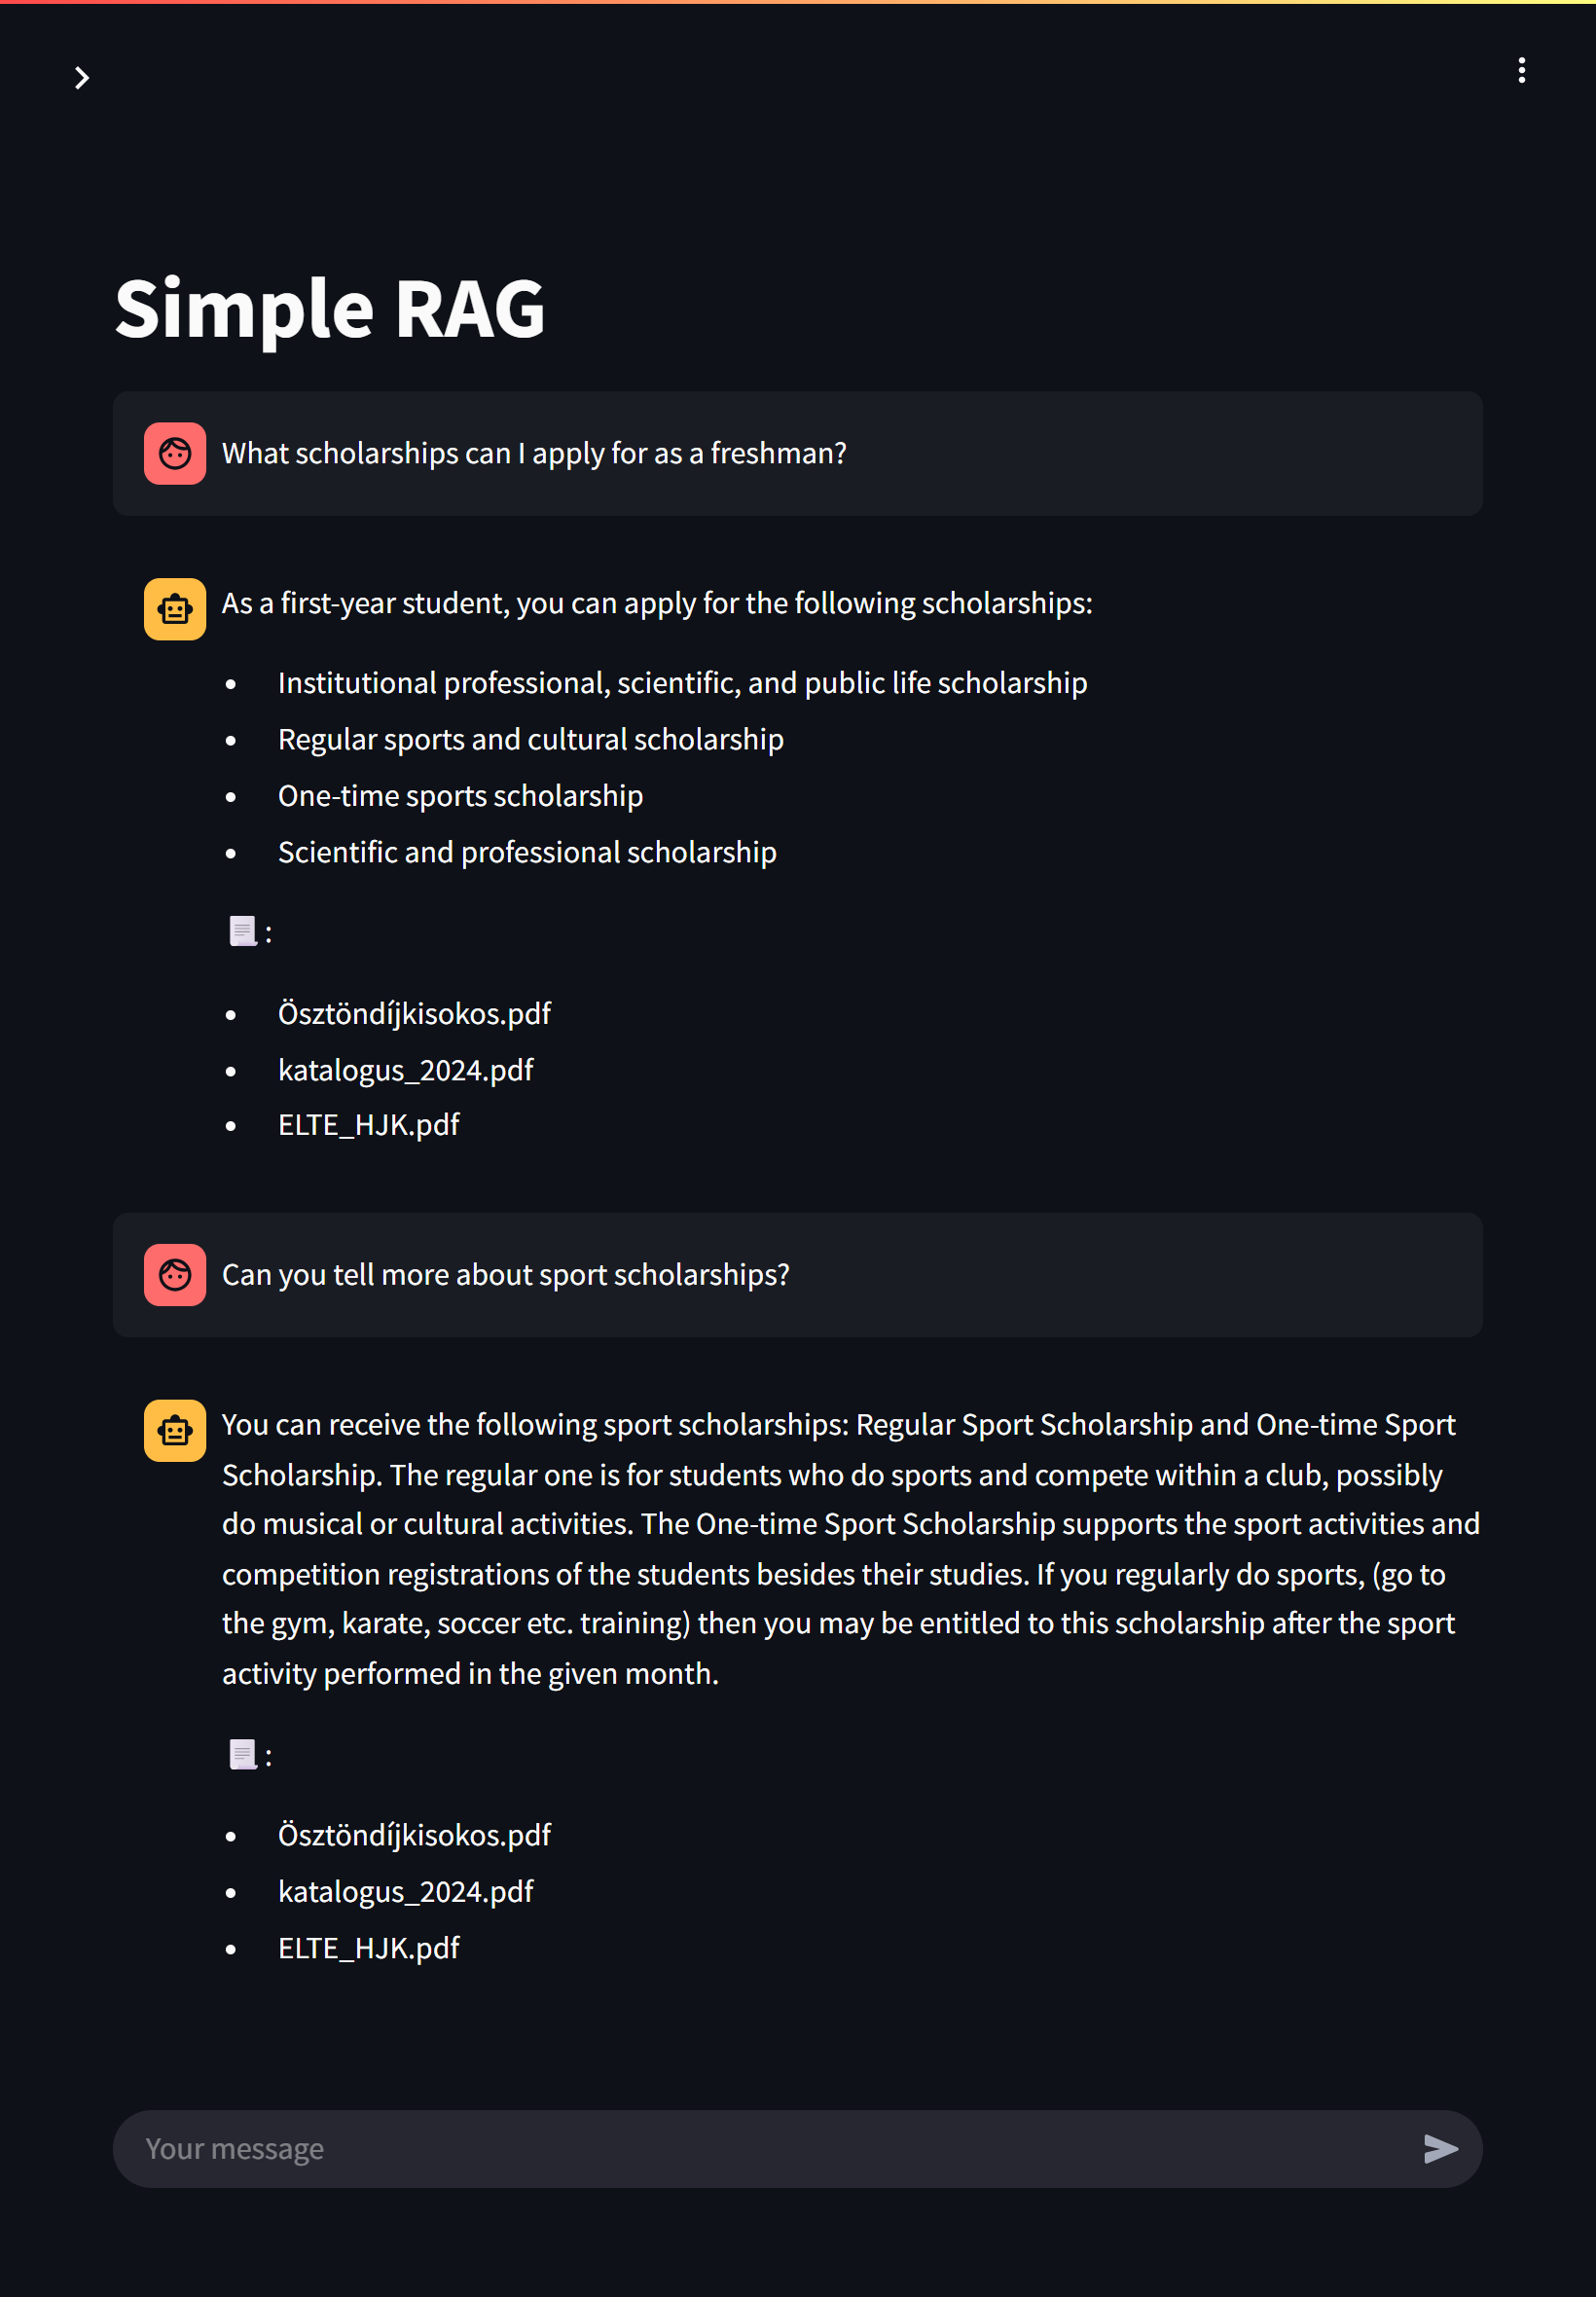 Simple RAG
What scholarships can I apply for as a freshman?
As a first-year student, you can apply for the following scholarships:
• Institutional professional, scientific, and public life scholarship
• Regular sports and cultural scholarship
• One-time sports scholarship
• Scientific and professional scholarship
:
• Ösztöndíjkisokos.pdf
• katalogus_2024.pdf
• ELTE_HJK.pdf
Can you tell more about sport scholarships?
You can receive the following sport scholarships: Regular Sport Scholarship and One-time Sport
Scholarship. The regular one is for students who do sports and compete within a club, possibly
do musical or cultural activities. The One-time Sport Scholarship supports the sport activities and
competition registrations of the students besides their studies. If you regularly do sports, (go to
the gym, karate, soccer etc. training) then you may be entitled to this scholarship after the sport
activity performed in the given month.
:
• Ösztöndíjkisokos.pdf
• katalogus_2024.pdf
• ELTE_HJK.pdf
Your message